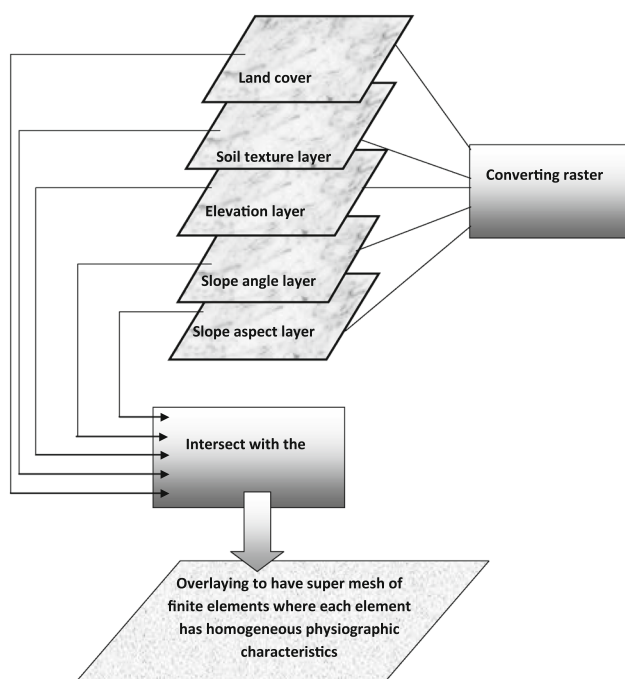 Land cover
Soil texture layer
Elevation layer
Slope angle layer
Slope aspect layer
Converting raster
Intersect with the
Overlaying to have super mesh of
finite elements where each element
has homogeneous physiographic
characteristics